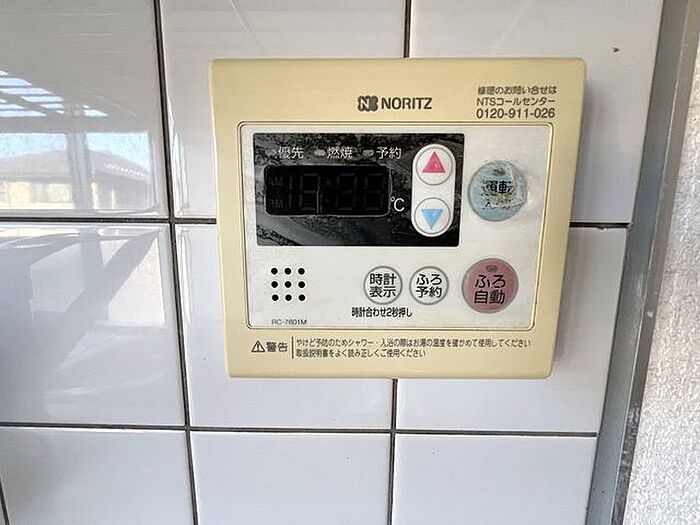 NORITZ
修理のお問い合せは
NTSコールセンター
0120-911-026
優先 燃焼 予約
AM
PM
℃
運転
入/切
時計
表示
ふろ
予約
ふろ
自動
時計合わせ2秒押し
RC-7601M
警告
やけど予防のためシャワー・入浴の際はお湯の温度を確かめて使用してください
取扱説明書をよく読み正しくご使用ください